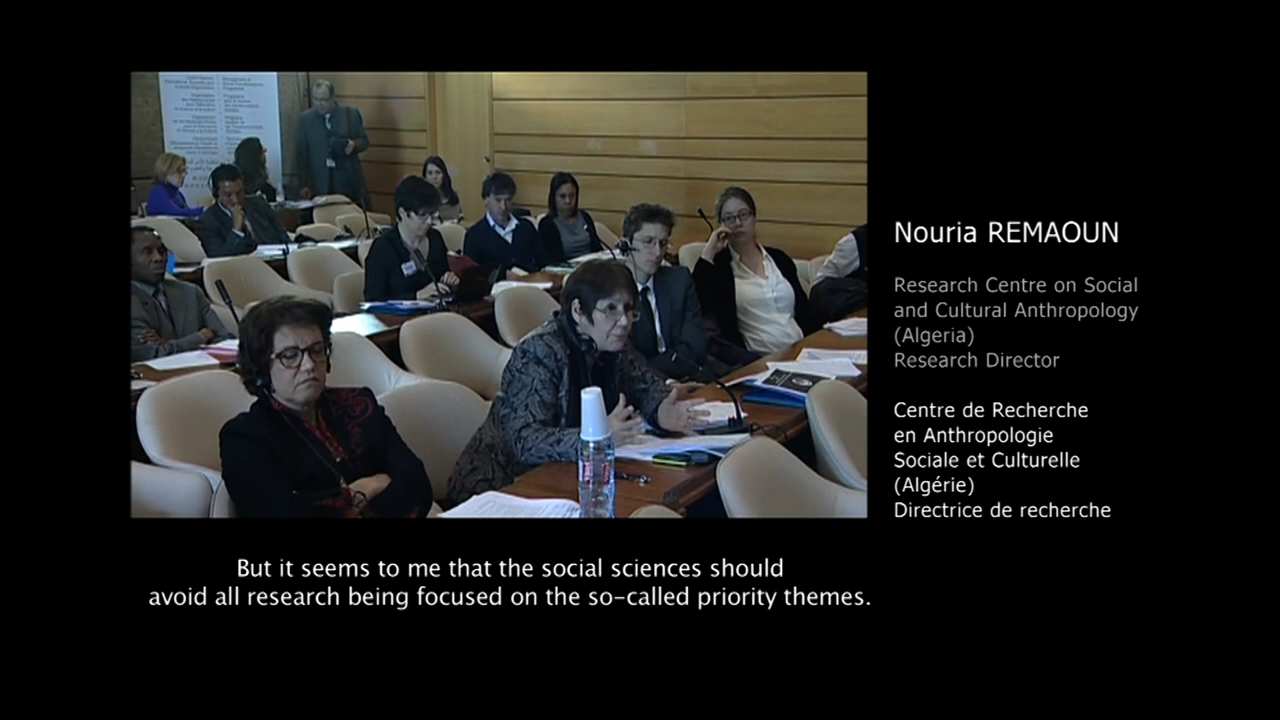 Nouria REMAOUN
Research Centre on Social
and Cultural Anthropology
(Algeria)
Research Director
Centre de Recherche
en Anthropologie
Sociale et Culturelle
(Algérie)
Directrice de recherche
But it seems to me that the social sciences should
avoid all research being focused on the so-called priority themes.